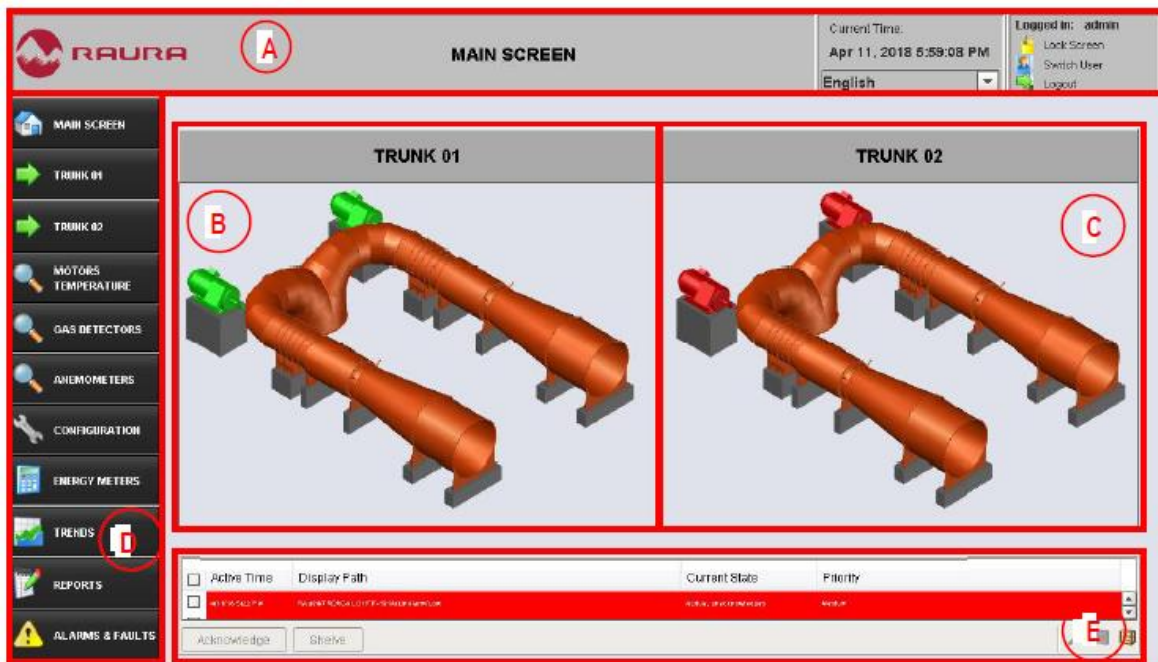 RAURA
A
MAIN SCREEN
Current Time:
Apr 11, 2018 5:59:08 PM
English
Logged in: admin
Lock Screen
Switch User
Logout
MAIN SCREEN
TRUNK 01
TRUNK 02
MOTORS
TEMPERATURE
GAS DETECTORS
ANEMOMETERS
CONFIGURATION
ENERGY METERS
TRENDS
D
REPORTS
ALARMS & FAULTS
TRUNK 01
B
TRUNK 02
C
Active Time Display Path Current State Priority
Medium
Acknowledge Shelve
E